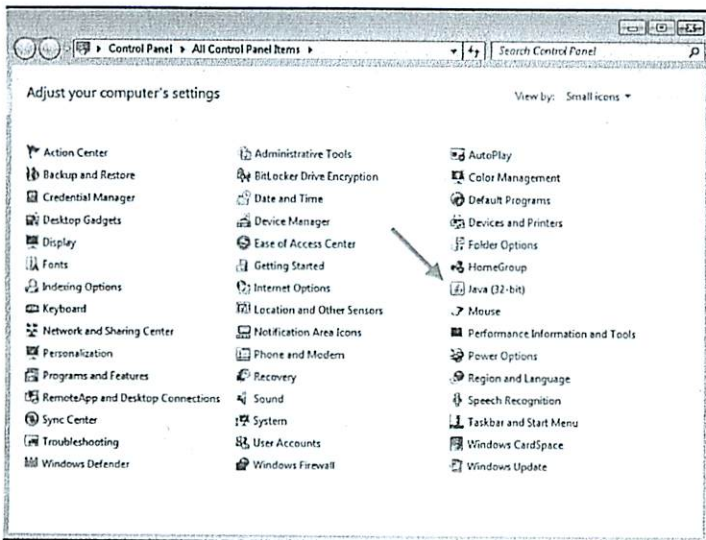 Control Panel ▸ All Control Panel Items ▸ Search Control Panel
Adjust your computer's settings View by: Small icons
Action Center Administrative Tools AutoPlay
Backup and Restore BitLocker Drive Encryption Color Management
Credential Manager Date and Time Default Programs
Desktop Gadgets Device Manager Devices and Printers
Display Ease of Access Center Folder Options
Fonts Getting Started HomeGroup
Indexing Options Internet Options Java (32-bit)
Keyboard Location and Other Sensors Mouse
Network and Sharing Center Notification Area Icons Performance Information and Tools
Personalization Phone and Modem Power Options
Programs and Features Recovery Region and Language
RemoteApp and Desktop Connections Sound Speech Recognition
Sync Center System Taskbar and Start Menu
Troubleshooting User Accounts Windows CardSpace
Windows Defender Windows Firewall Windows Update